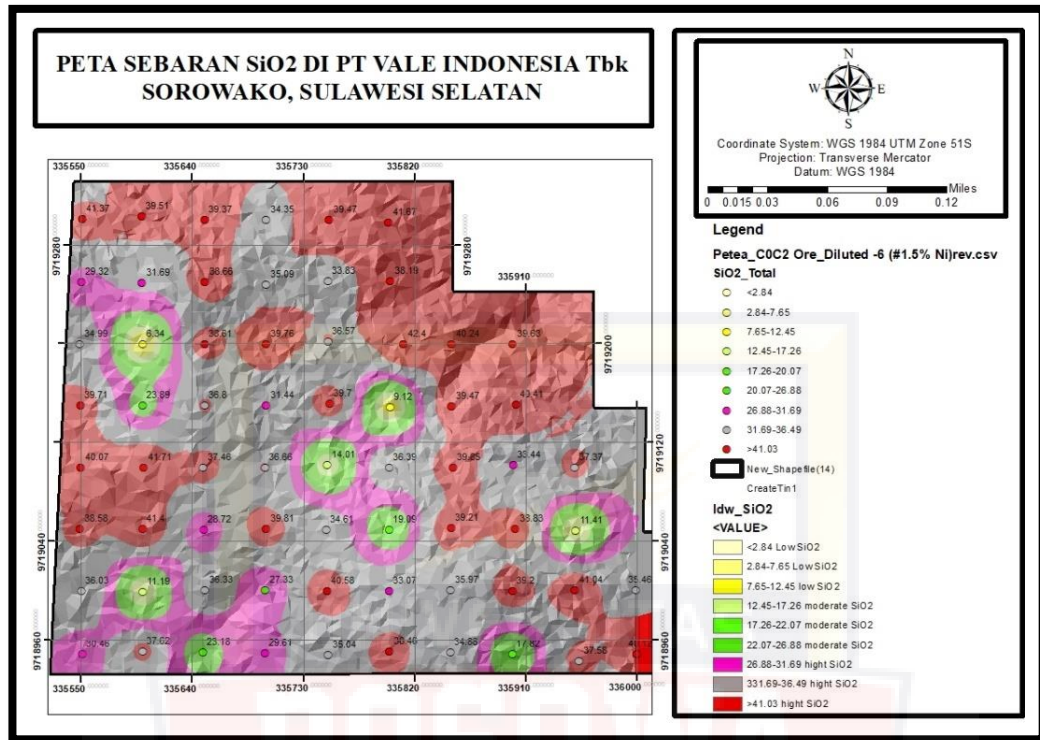 PETA SEBARAN SiO2 DI PT VALE INDONESIA Tbk
SOROWAKO, SULAWESI SELATAN
N
W E
S
Coordinate System: WGS 1984 UTM Zone 51S
Projection: Transverse Mercator
Datum: WGS 1984
Miles
0 0.015 0.03 0.06 0.09 0.12
Legend
Petea_C0C2 Ore_Diluted -6 (#1.5% Ni)rev.csv
SiO2_Total
<2.84
2.84-7.65
7.65-12.45
12.45-17.26
17.26-20.07
20.07-26.88
26.88-31.69
31.69-36.49
>41.03
New_Shapefile(14)
CreateTin1
Idw_SiO2
<VALUE>
<2.84 Low SiO2
2.84-7.65 Low SiO2
7.65-12.45 low SiO2
12.45-17.26 moderate SiO2
17.26-22.07 moderate SiO2
22.07-26.88 moderate SiO2
26.88-31.69 hight SiO2
331.69-36.49 hight SiO2
>41.03 hight SiO2
335550 335640 335730 335820
41.37 39.51 39.37 34.35 39.47 41.67
9719280 9719280
29.32 31.69 38.66 35.09 33.83 38.19 335910
34.99 6.34 38.61 39.76 36.57 42.4 40.24 39.63
9719200 9719200
39.71 23.89 36.8 31.44 39.7 9.12 39.47 40.41
9719120 9719120
40.07 41.71 37.46 36.66 14.01 36.39 39.85 33.44 37.37
38.58 41.4 28.72 39.81 34.61 19.09 39.21 38.83 11.41
9719040 9719040
36.03 11.19 36.33 27.33 40.58 33.07 35.97 39.2 41.04 35.46
9718960 9718960
30.46 37.62 23.18 29.61 35.04 34.88 17.62 37.58
335550 335640 335730 335820 335910 336000